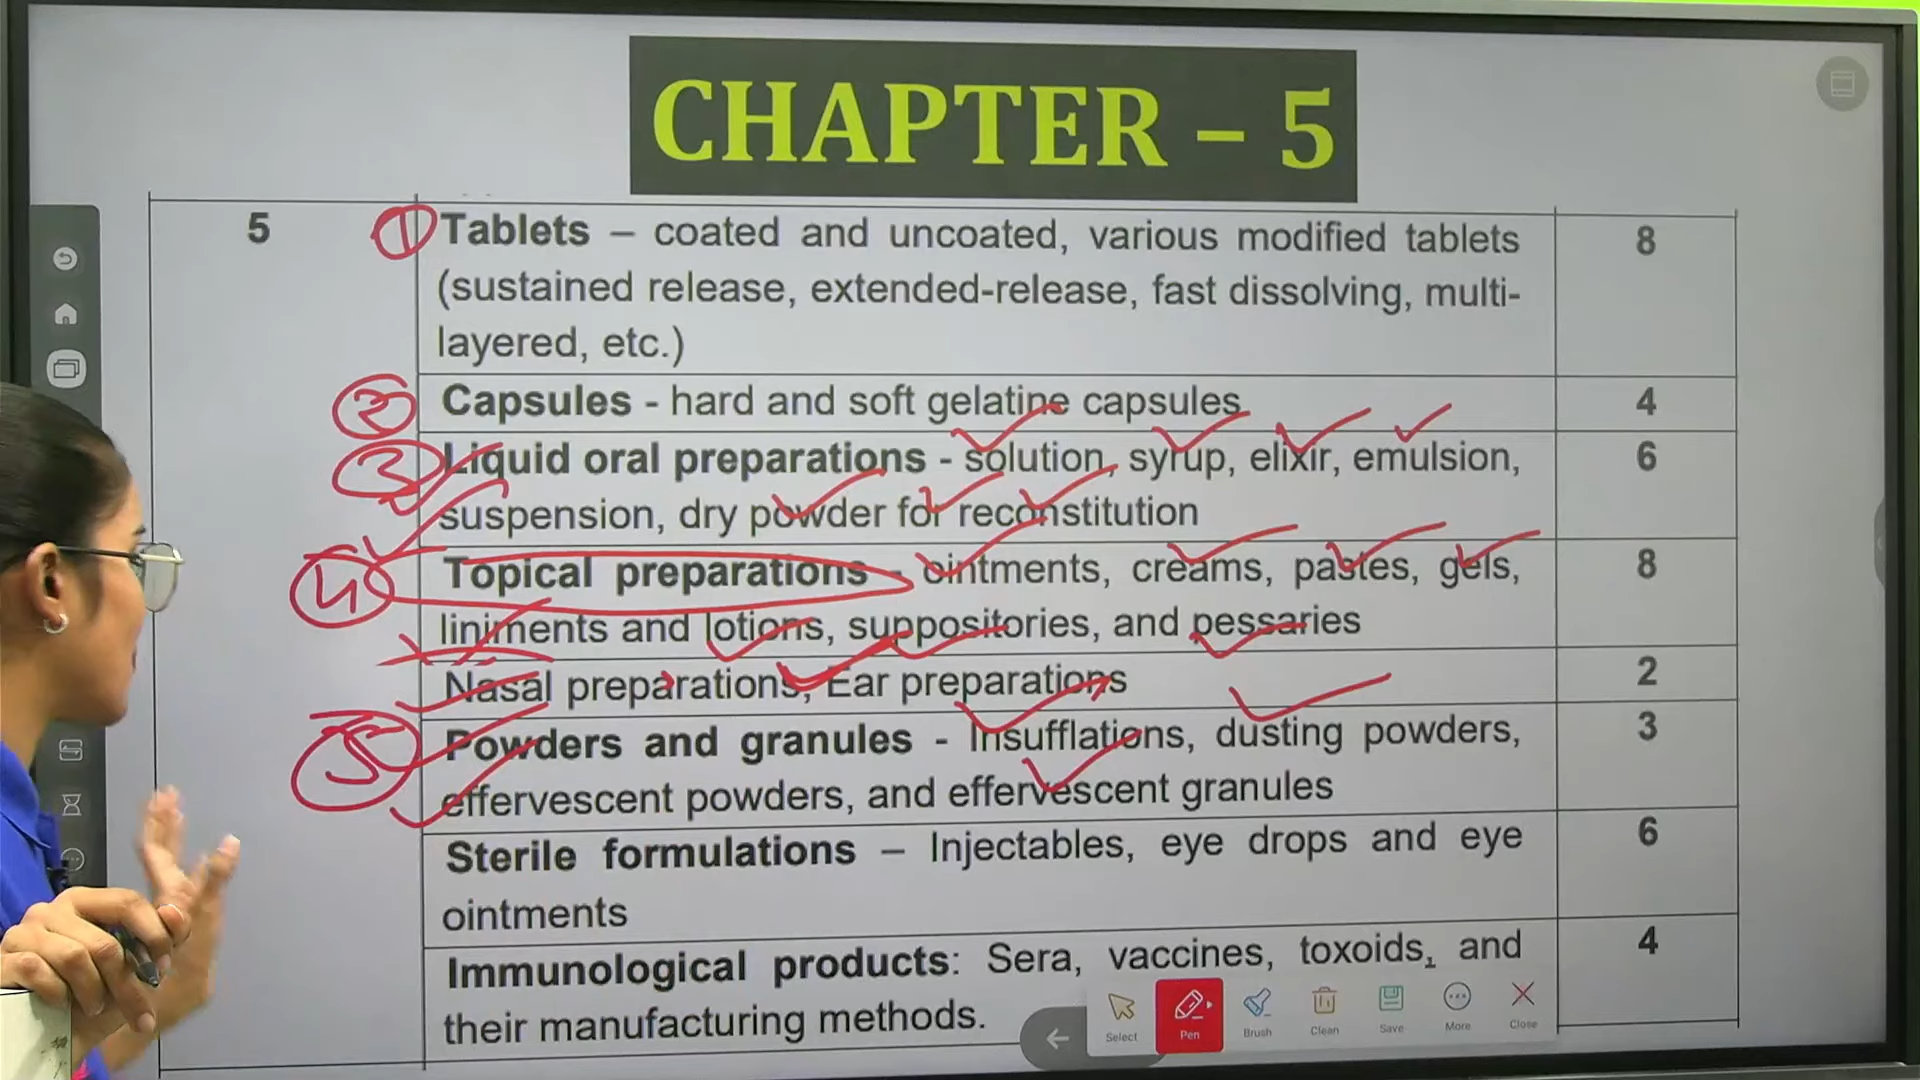 CHAPTER – 5
5
① Tablets – coated and uncoated, various modified tablets
8
(sustained release, extended-release, fast dissolving, multi-
layered, etc.)
② Capsules - hard and soft gelatine capsules
4
③ Liquid oral preparations - solution, syrup, elixir, emulsion,
6
suspension, dry powder for reconstitution
④ Topical preparations - ointments, creams, pastes, gels,
8
liniments and lotions, suppositories, and pessaries
Nasal preparations, Ear preparations
2
⑤ Powders and granules - Insufflations, dusting powders,
3
effervescent powders, and effervescent granules
Sterile formulations – Injectables, eye drops and eye
6
ointments
Immunological products: Sera, vaccines, toxoids, and
4
their manufacturing methods.
Select Pen Brush Clean Save More Close